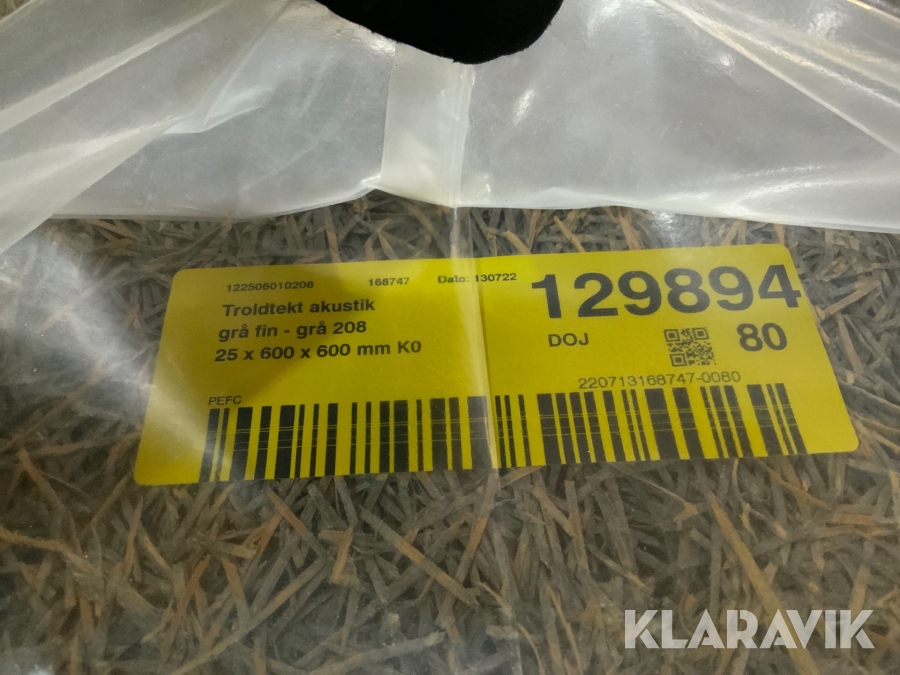 122506010208 168747 Dato: 130722
Troldtekt akustik
grå fin - grå 208
25 x 600 x 600 mm K0
PEFC
129894
DOJ 80
220713168747-0080
KLARAVIK